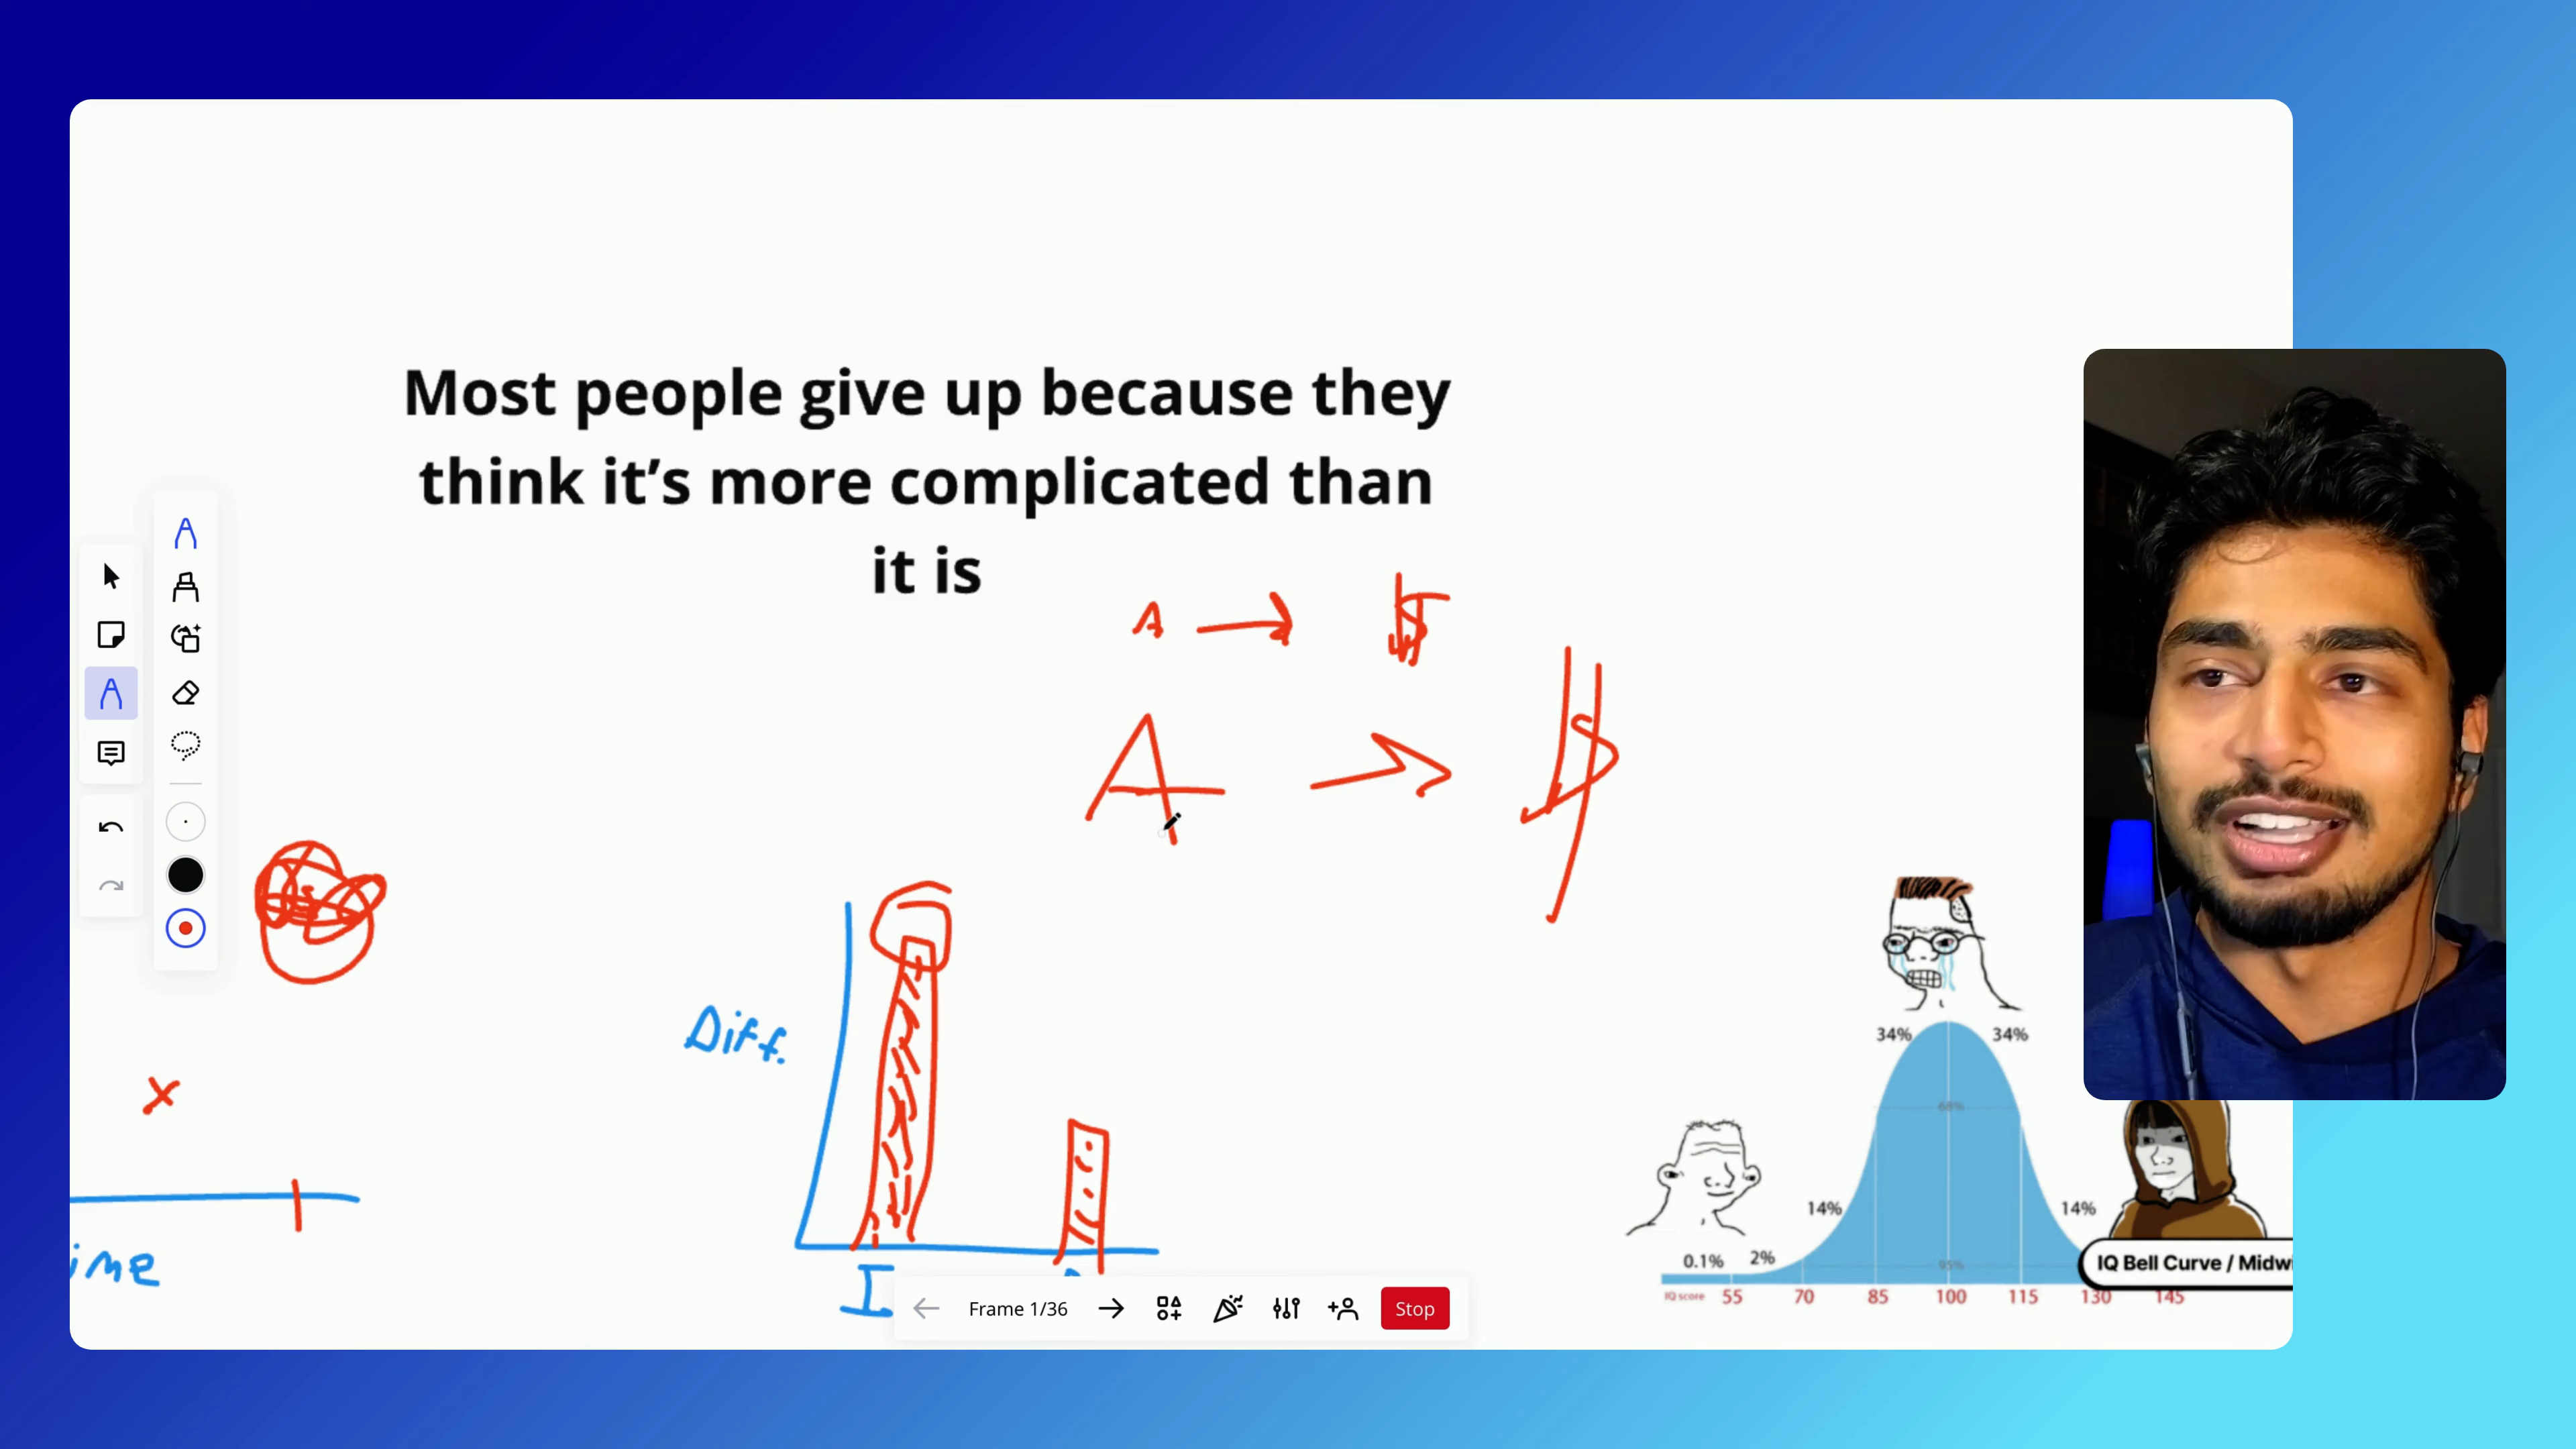 Most people give up because they
think it's more complicated than
it is
A → $
A → $
Diff.
x
ime
I
34% 34%
68%
14% 14%
0.1% 2% 95%
IQ Bell Curve / Midw
IQ score 55 70 85 100 115 130 145
Frame 1/36 Stop